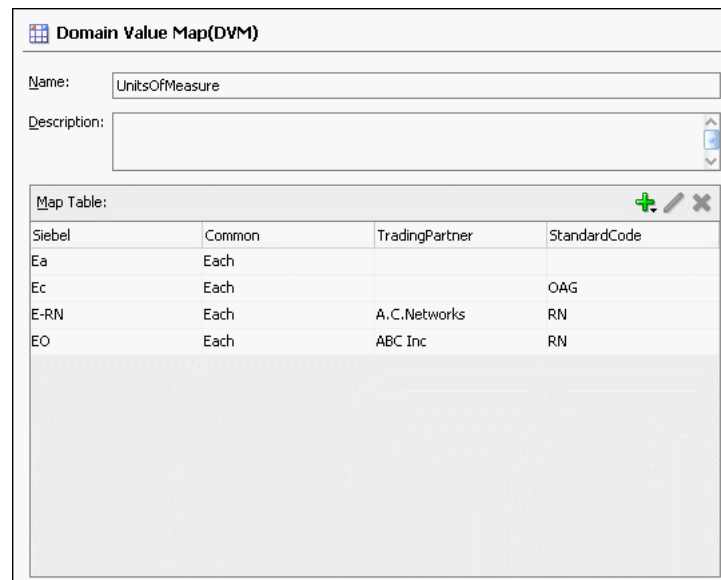 Domain Value Map(DVM)
Name: UnitsOfMeasure
Description:
Map Table:
Siebel Common TradingPartner StandardCode
Ea Each
Ec Each OAG
E-RN Each A.C.Networks RN
EO Each ABC Inc RN